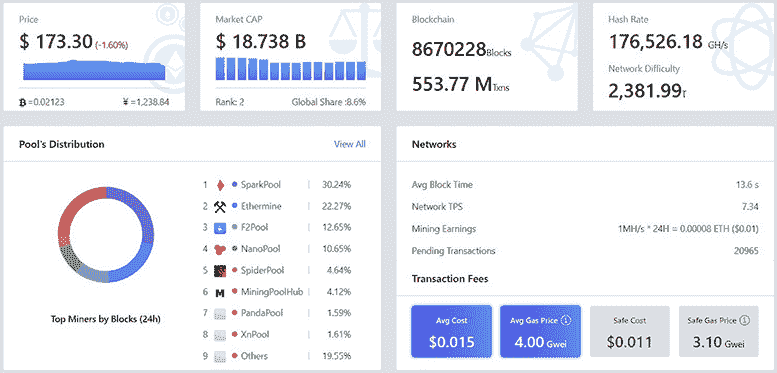 Price
$ 173.30 (-1.60%)
₿ =0.02123 ¥ =1,238.84
Market CAP
$ 18.738 B
Rank: 2 Global Share :8.6%
Blockchain
8670228 Blocks
553.77 M Txns
Hash Rate
176,526.18 GH/s
Network Difficulty
2,381.99 T
Pool's Distribution View All
Top Miners by Blocks (24h)
1 SparkPool 30.24%
2 Ethermine 22.27%
3 F2Pool 12.65%
4 NanoPool 10.65%
5 SpiderPool 4.64%
6 M MiningPoolHub 4.12%
7 PandaPool 1.59%
8 XnPool 1.61%
9 Others 19.55%
Networks
Avg Block Time 13.6 s
Network TPS 7.34
Mining Earnings 1MH/s * 24H = 0.00008 ETH ($0.01)
Pending Transactions 20965
Transaction Fees
Avg Cost
$0.015
Avg Gas Price
4.00 Gwei
Safe Cost
$0.011
Safe Gas Price
3.10 Gwei